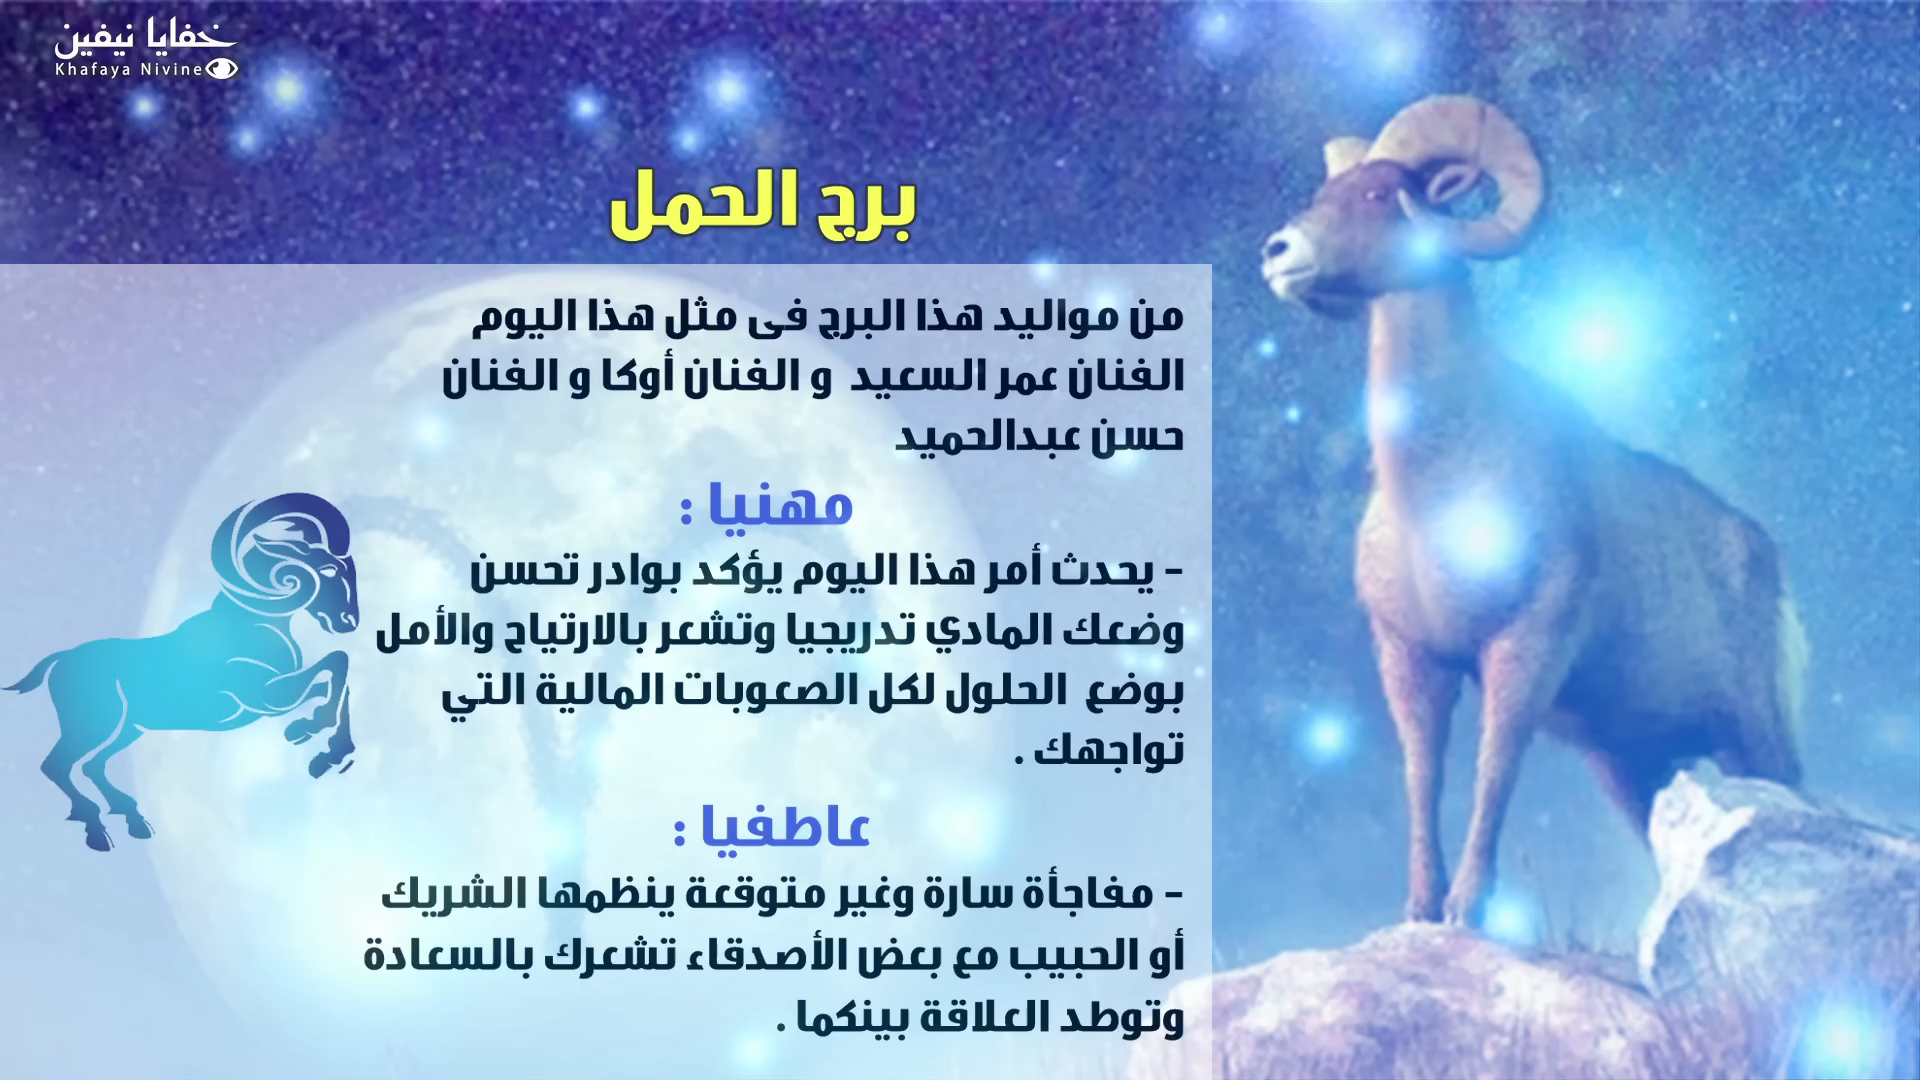 خفايا نيفين
Khafaya Nivine
برج الحمل
من مواليد هذا البرج فى مثل هذا اليوم
الفنان عمر السعيد و الفنان أوكا و الفنان
حسن عبدالحميد
مهنيا :
- يحدث أمر هذا اليوم يؤكد بوادر تحسن
وضعك المادي تدريجيا وتشعر بالارتياح والأمل
بوضع الحلول لكل الصعوبات المالية التي
تواجهك .
عاطفيا :
- مفاجأة سارة وغير متوقعة ينظمها الشريك
أو الحبيب مع بعض الأصدقاء تشعرك بالسعادة
وتوطد العلاقة بينكما .